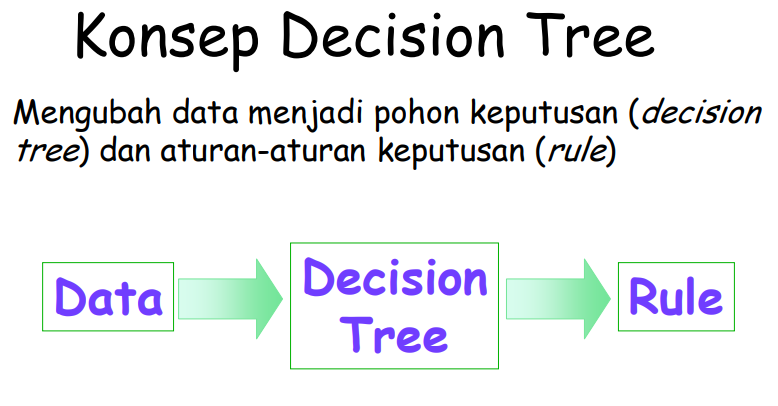 Konsep Decision Tree
Mengubah data menjadi pohon keputusan (decision
tree) dan aturan-aturan keputusan (rule)
Data
Decision
Tree
Rule